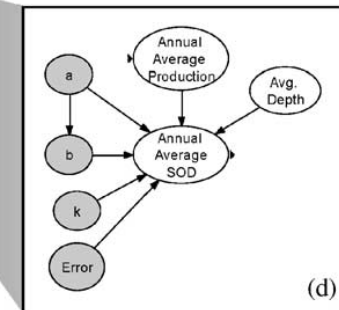 a
Annual
Average
Production
Avg.
Depth
b
Annual
Average
SOD
k
Error
(d)